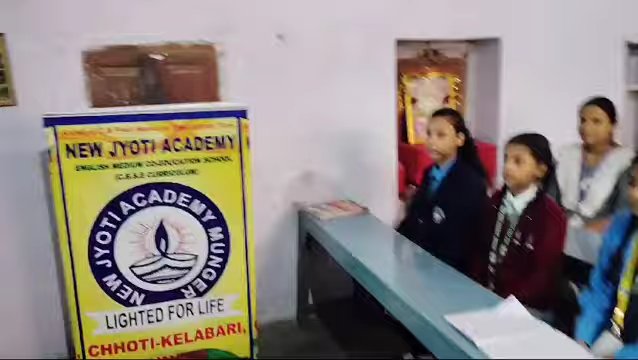 NEW JYOTI ACADEMY
ENGLISH MEDIUM CO-EDUCATION SCHOOL
(C.B.S.E CURRICULUM)
NEW JYOTI ACADEMY MUNGER
LIGHTED FOR LIFE
CHHOTI-KELABARI,